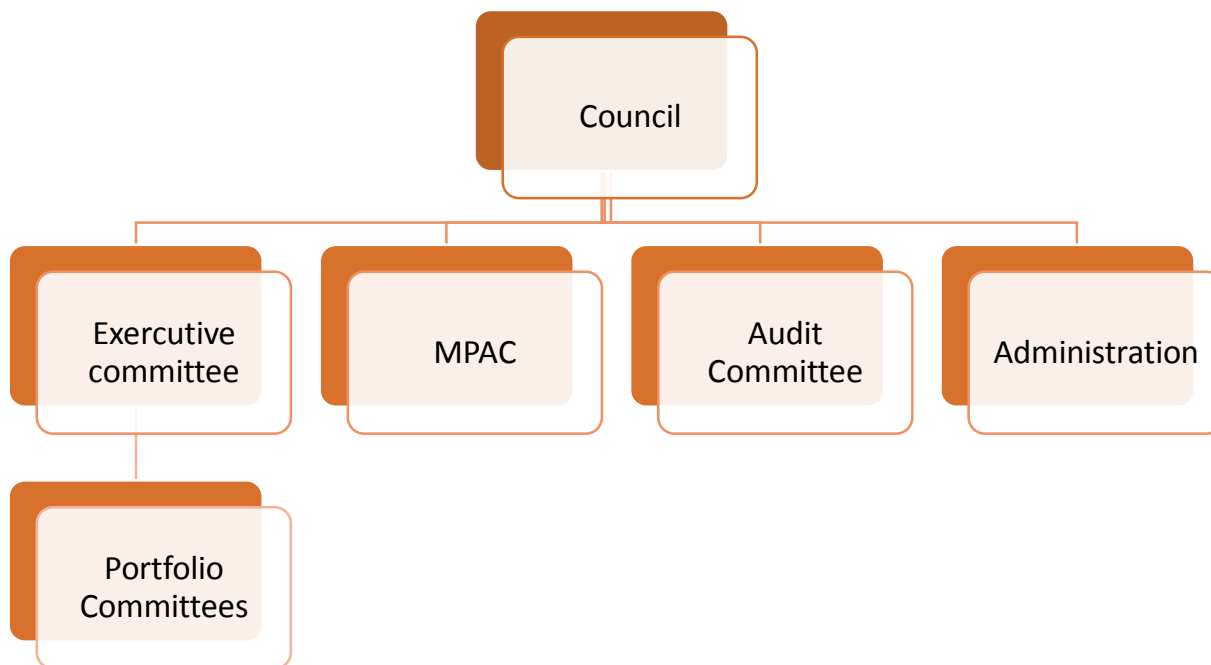 Council
Exercutive
committee
MPAC
Audit
Committee
Administration
Portfolio
Committees